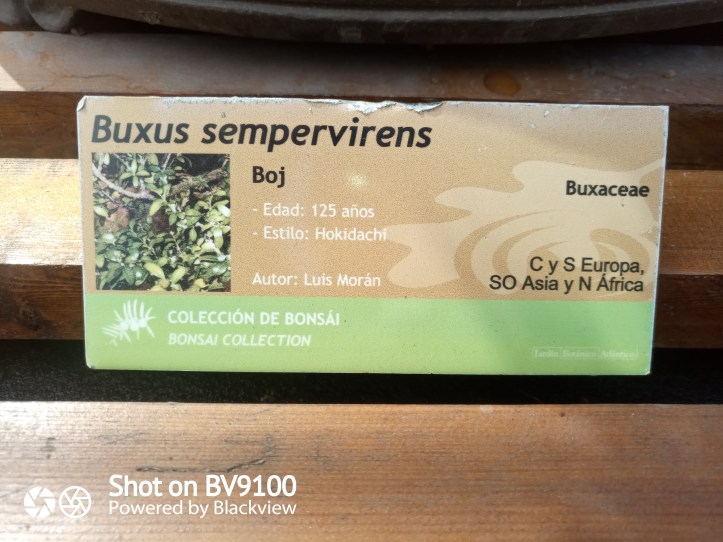 Buxus sempervirens
Boj
Buxaceae
- Edad: 125 años
- Estilo: Hokidachi
C y S Europa,
SO Asia y N África
Autor: Luis Morán
COLECCIÓN DE BONSÁI
BONSAI COLLECTION
Shot on BV9100
Powered by Blackview